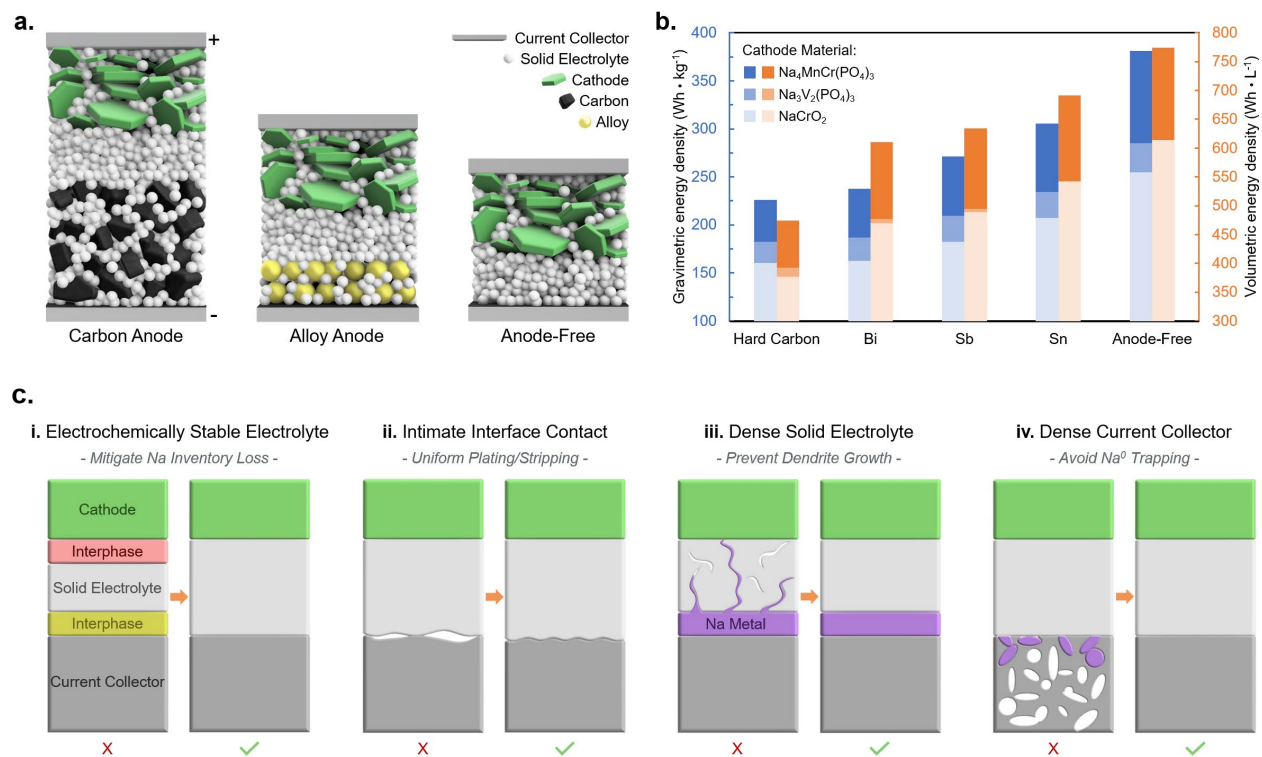 a.
+
-
Current Collector
Solid Electrolyte
Cathode
Carbon
Alloy
Carbon Anode
Alloy Anode
Anode-Free
b.
Gravimetric energy density (Wh • kg⁻¹)
400
350
300
250
200
150
100
Cathode Material:
Na₄MnCr(PO₄)₃
Na₃V₂(PO₄)₃
NaCrO₂
800
750
700
650
600
550
500
450
400
350
300
Volumetric energy density (Wh • L⁻¹)
Hard Carbon
Bi
Sb
Sn
Anode-Free
c.
i. Electrochemically Stable Electrolyte
- Mitigate Na Inventory Loss -
Cathode
Interphase
Solid Electrolyte
Interphase
Current Collector
X
ii. Intimate Interface Contact
- Uniform Plating/Stripping -
X
iii. Dense Solid Electrolyte
- Prevent Dendrite Growth -
Na Metal
X
iv. Dense Current Collector
- Avoid Na⁰ Trapping -
X